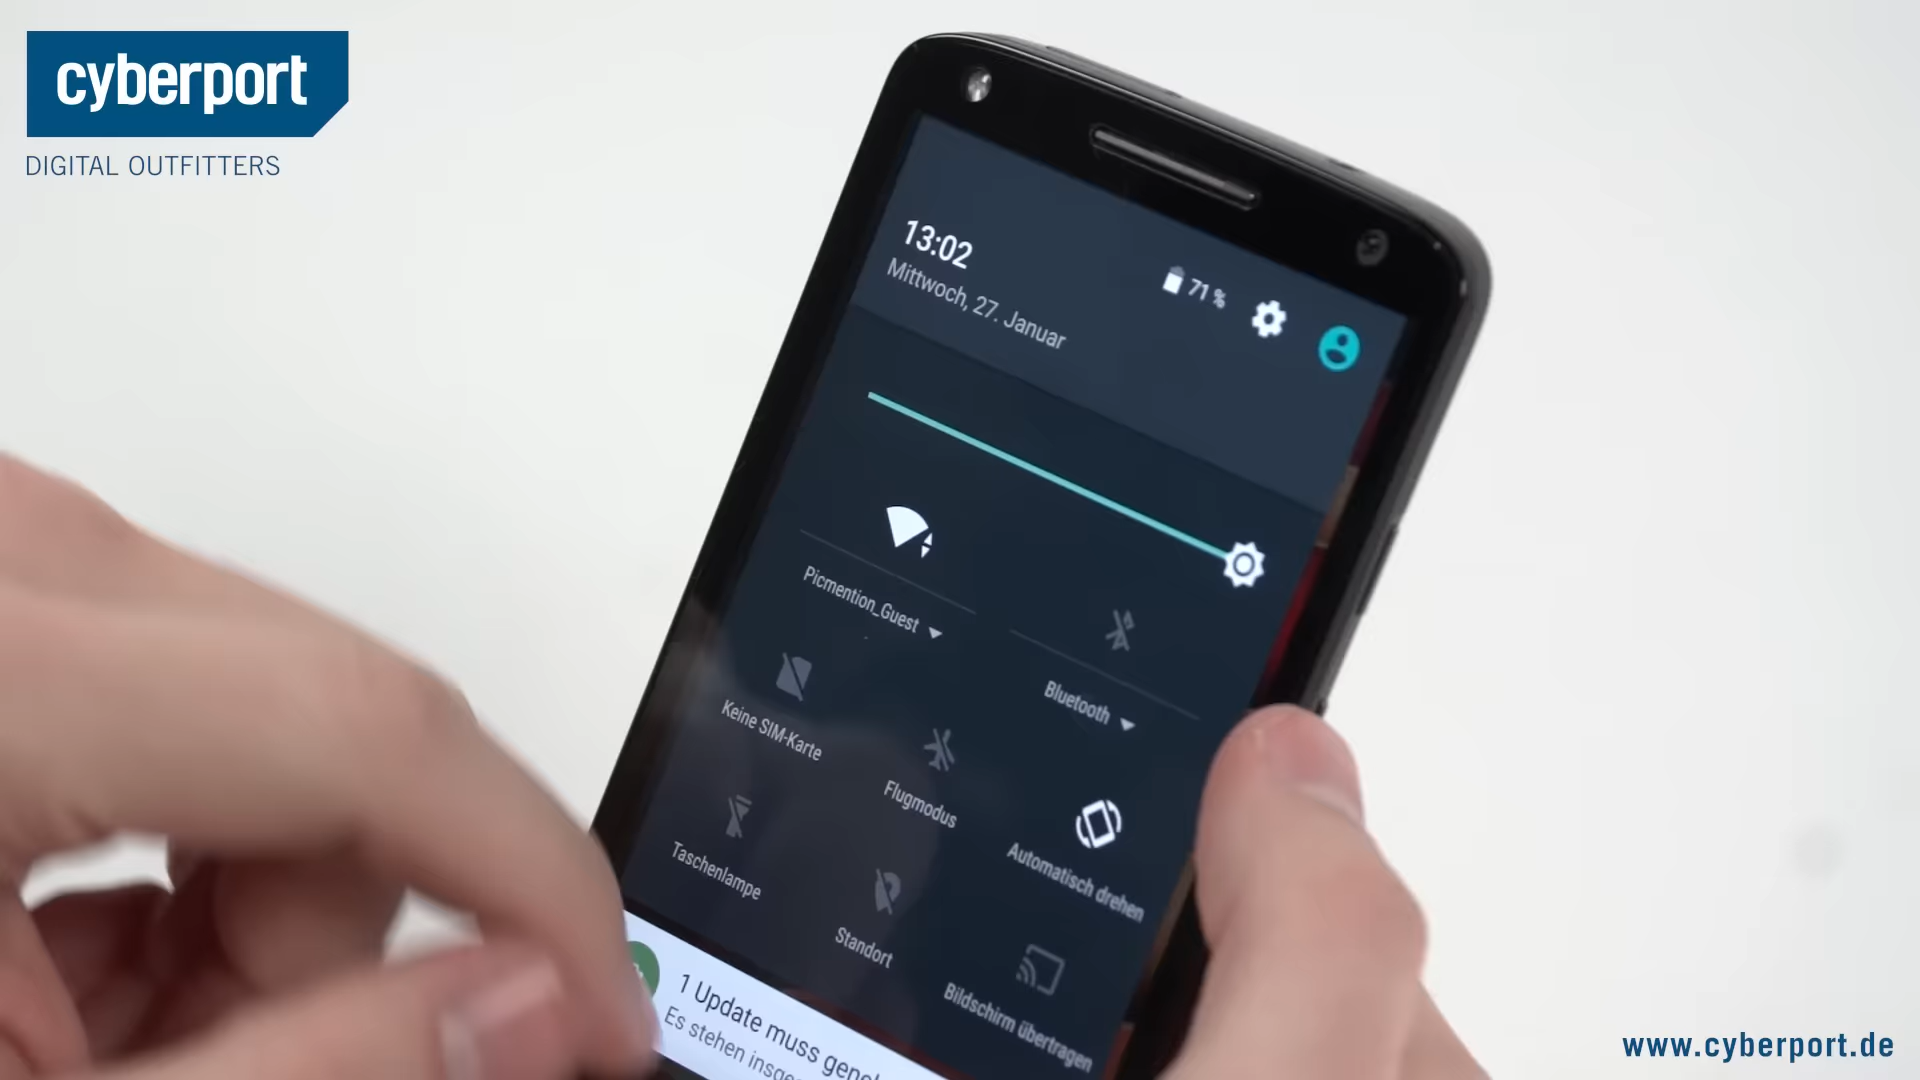 cyberport
DIGITAL OUTFITTERS
13:02
71 %
Mittwoch, 27. Januar
Picmention_Guest
Bluetooth
Keine SIM-Karte
Flugmodus
Automatisch drehen
Taschenlampe
Standort
Bildschirm übertragen
1 Update muss
Es stehen
www.cyberport.de